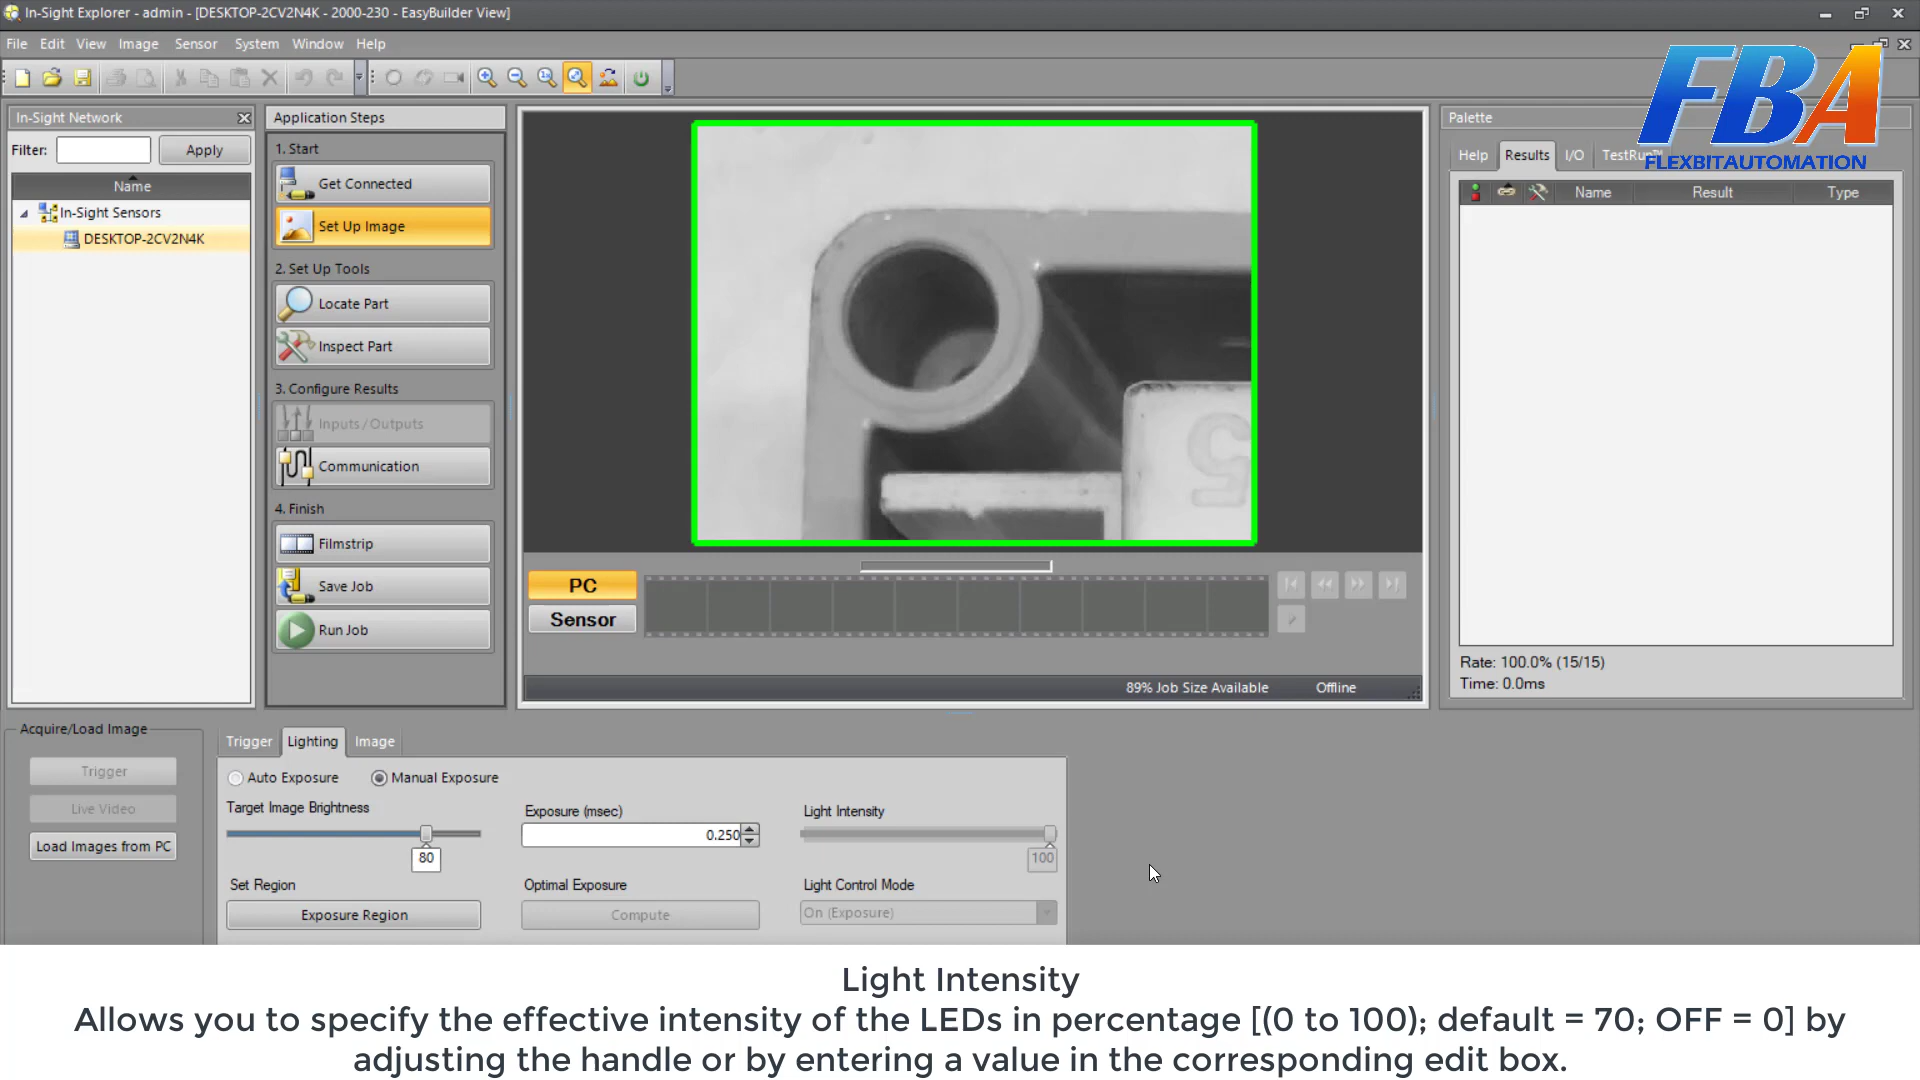 In-Sight Explorer - admin - [DESKTOP-2CV2N4K - 2000-230 - EasyBuilder View]
File Edit View Image Sensor System Window Help
FBA
FLEXBITAUTOMATION
In-Sight Network
Filter: Apply
Name
In-Sight Sensors
DESKTOP-2CV2N4K
Application Steps
1. Start
Get Connected
Set Up Image
2. Set Up Tools
Locate Part
Inspect Part
3. Configure Results
Inputs/Outputs
Communication
4. Finish
Filmstrip
Save Job
Run Job
5
PC
Sensor
89% Job Size Available Offline
Palette
Help Results I/O TestRun™
Name Result Type
Rate: 100.0% (15/15)
Time: 0.0ms
Acquire/Load Image
Trigger
Live Video
Load Images from PC
Trigger Lighting Image
Auto Exposure Manual Exposure
Target Image Brightness
80
Exposure (msec)
0.250
Light Intensity
100
Set Region
Exposure Region
Optimal Exposure
Compute
Light Control Mode
On (Exposure)
Light Intensity
Allows you to specify the effective intensity of the LEDs in percentage [(0 to 100); default = 70; OFF = 0] by
adjusting the handle or by entering a value in the corresponding edit box.